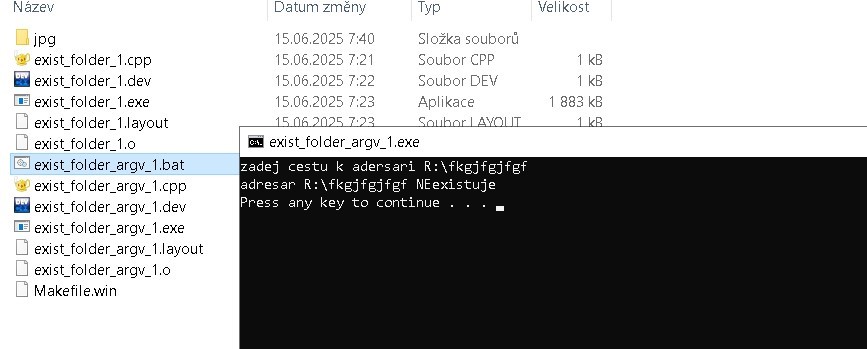 Název Datum změny Typ Velikost
jpg 15.06.2025 7:40 Složka souborů
exist_folder_1.cpp 15.06.2025 7:21 Soubor CPP 1 kB
exist_folder_1.dev 15.06.2025 7:22 Soubor DEV 1 kB
exist_folder_1.exe 15.06.2025 7:23 Aplikace 1 883 kB
exist_folder_1.layout 15.06.2025 7:23 Soubor LAYOUT 1 kB
exist_folder_1.o
exist_folder_argv_1.bat
exist_folder_argv_1.cpp
exist_folder_argv_1.dev
exist_folder_argv_1.exe
exist_folder_argv_1.layout
exist_folder_argv_1.o
Makefile.win
exist_folder_argv_1.exe
zadej cestu k adersari R:\fkgjfgjfgf
adresar R:\fkgjfgjfgf NEexistuje
Press any key to continue . . .